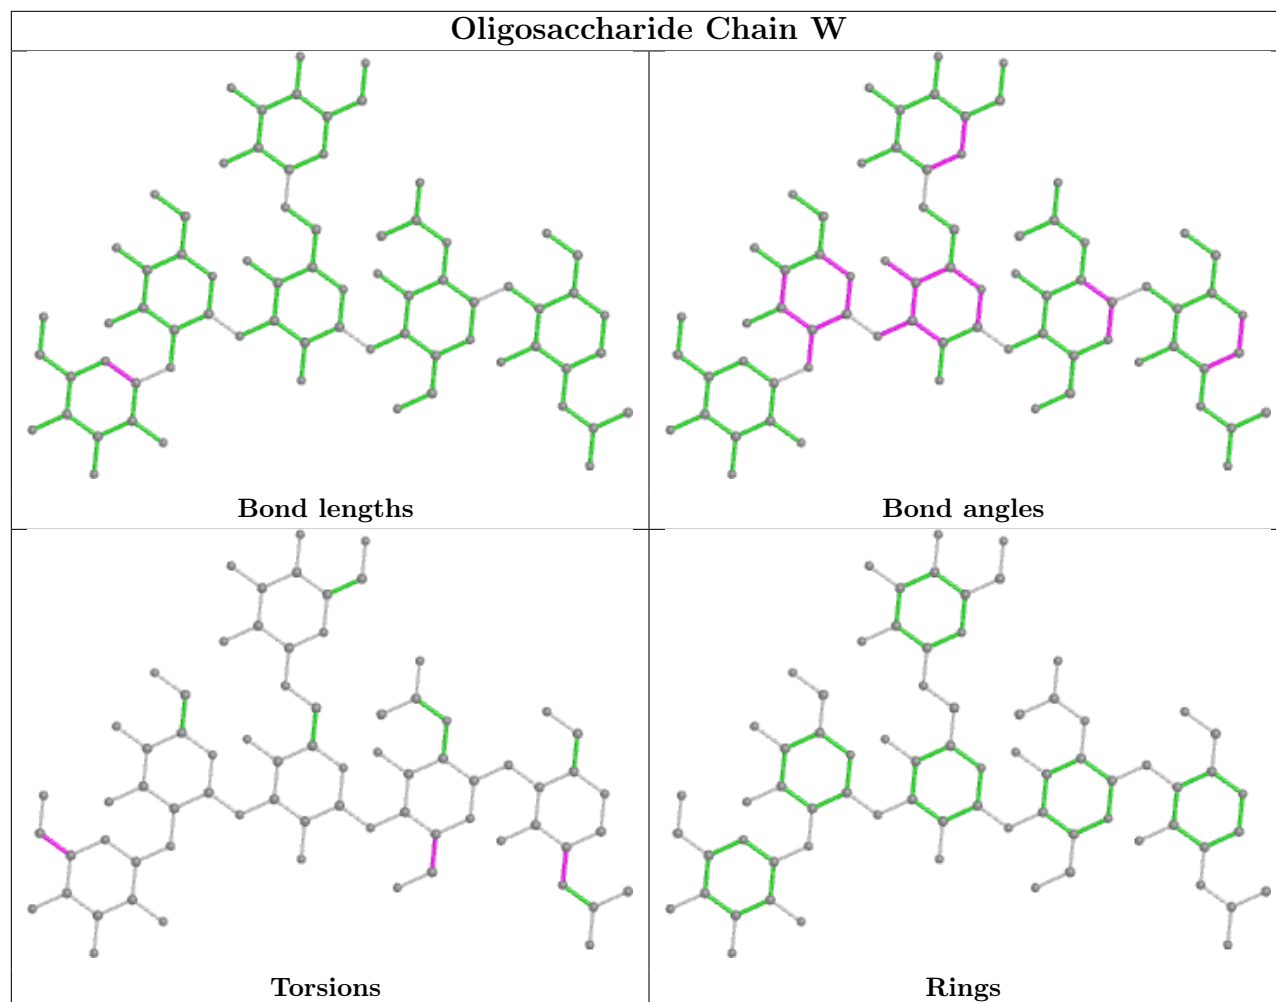 Oligosaccharide Chain W
Bond lengths
Bond angles
Torsions
Rings